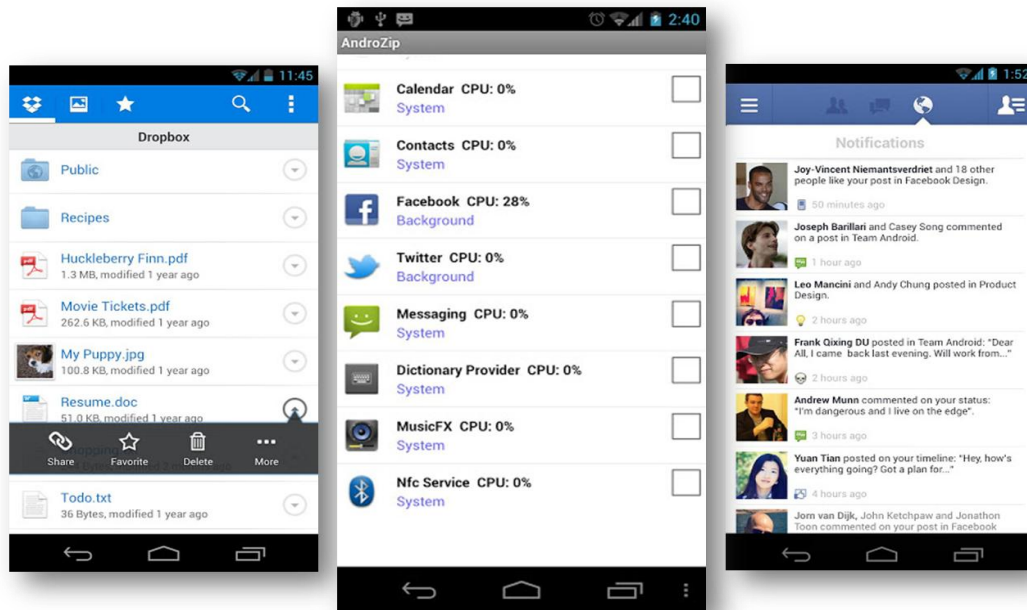 11:45
Dropbox
Public
Recipes
Huckleberry Finn.pdf
1.3 MB, modified 1 year ago
Movie Tickets.pdf
262.6 KB, modified 1 year ago
My Puppy.jpg
100.8 KB, modified 1 year ago
Resume.doc
51.0 KB, modified 1 year ago
Share Favorite Delete More
Todo.txt
36 Bytes, modified 1 year ago
2:40
AndroZip
Calendar CPU: 0%
System
Contacts CPU: 0%
System
Facebook CPU: 28%
Background
Twitter CPU: 0%
Background
Messaging CPU: 0%
System
Dictionary Provider CPU: 0%
System
MusicFX CPU: 0%
System
Nfc Service CPU: 0%
System
1:52
Notifications
Joy-Vincent Niemantsverdriet and 18 other
people like your post in Facebook Design.
50 minutes ago
Joseph Barillari and Casey Song commented
on a post in Team Android.
1 hour ago
Leo Mancini and Andy Chung posted in Product
Design.
2 hours ago
Frank Qixing DU posted in Team Android: "Dear
All, I came back last evening. Will work from..."
2 hours ago
Andrew Munn commented on your status:
"I'm dangerous and I live on the edge".
3 hours ago
Yuan Tian posted on your timeline: "Hey, how's
everything going? Got a plan for..."
4 hours ago
Jorn van Dijk, John Ketchpaw and Jonathon
Toon commented on your post in Facebook